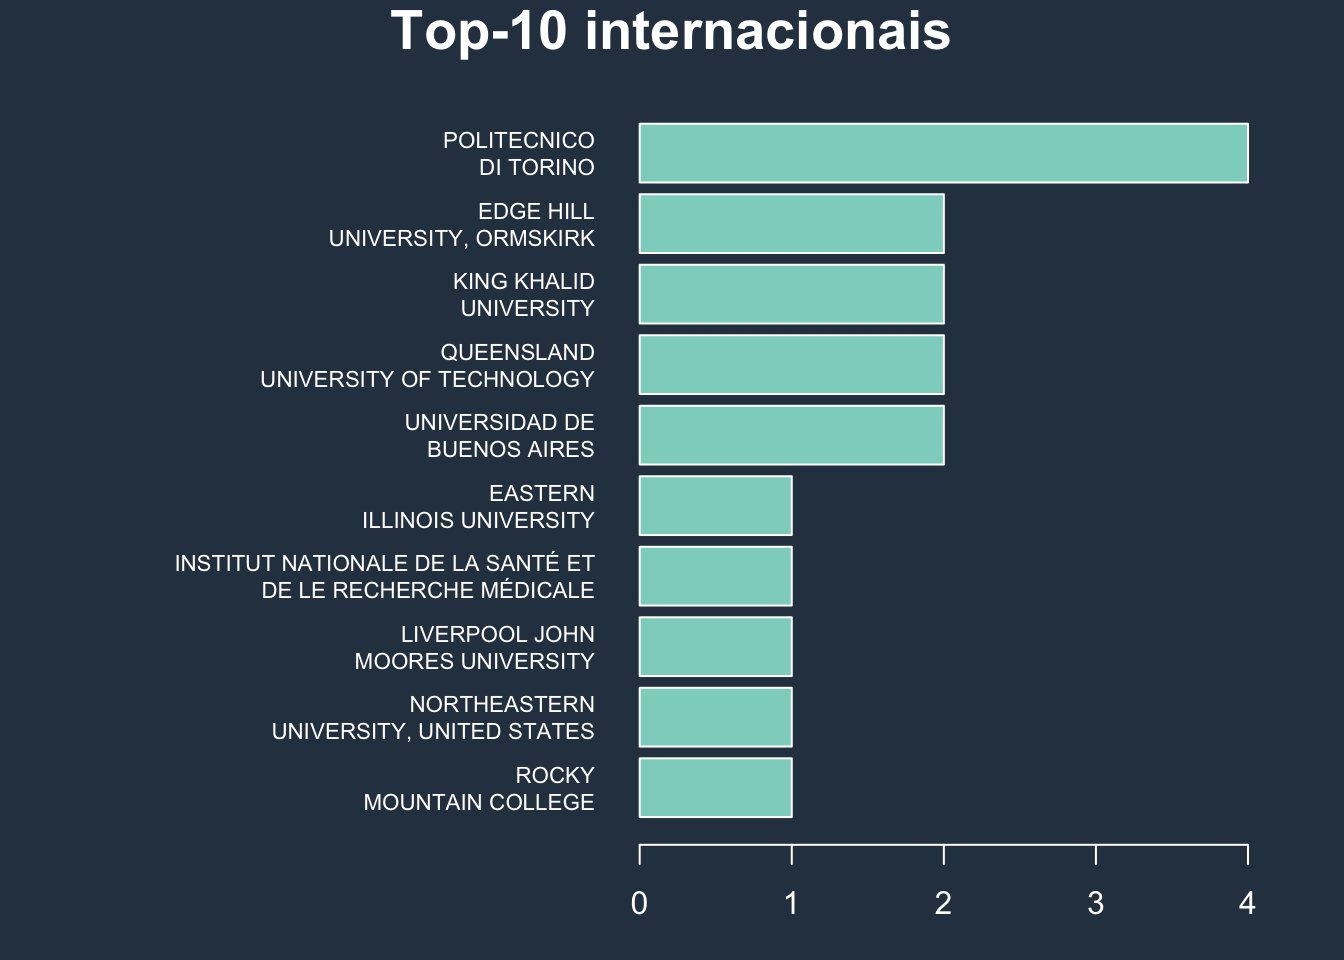 Top-10 internacionais
POLITECNICO
DI TORINO
EDGE HILL
UNIVERSITY, ORMSKIRK
KING KHALID
UNIVERSITY
QUEENSLAND
UNIVERSITY OF TECHNOLOGY
UNIVERSIDAD DE
BUENOS AIRES
EASTERN
ILLINOIS UNIVERSITY
INSTITUT NATIONALE DE LA SANTÉ ET
DE LE RECHERCHE MÉDICALE
LIVERPOOL JOHN
MOORES UNIVERSITY
NORTHEASTERN
UNIVERSITY, UNITED STATES
ROCKY
MOUNTAIN COLLEGE
0 1 2 3 4